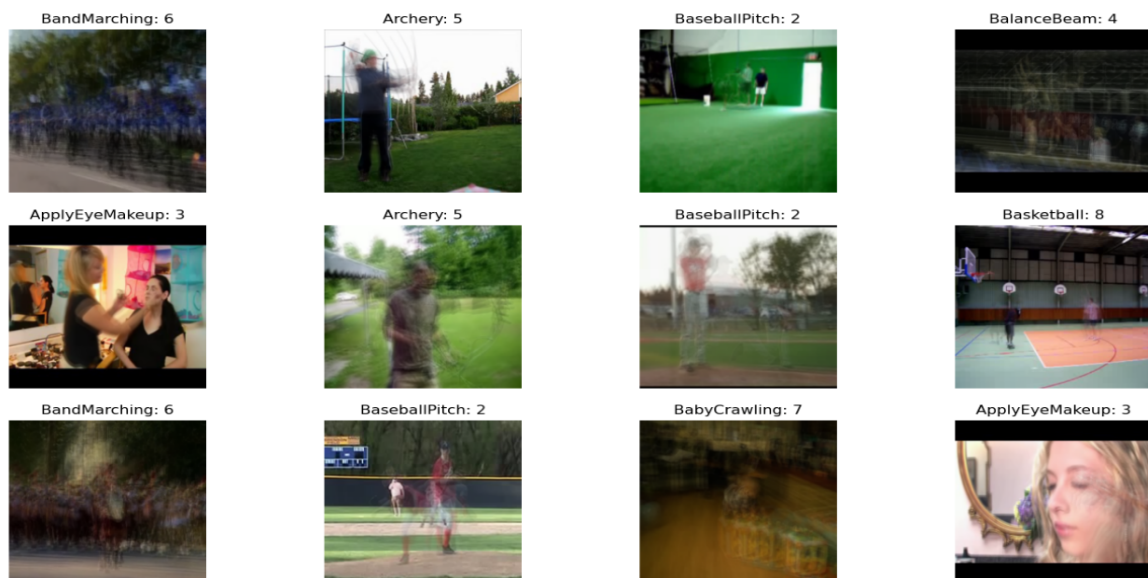 BandMarching: 6
Archery: 5
BaseballPitch: 2
BalanceBeam: 4
ApplyEyeMakeup: 3
Archery: 5
BaseballPitch: 2
Basketball: 8
BandMarching: 6
BaseballPitch: 2
BabyCrawling: 7
ApplyEyeMakeup: 3